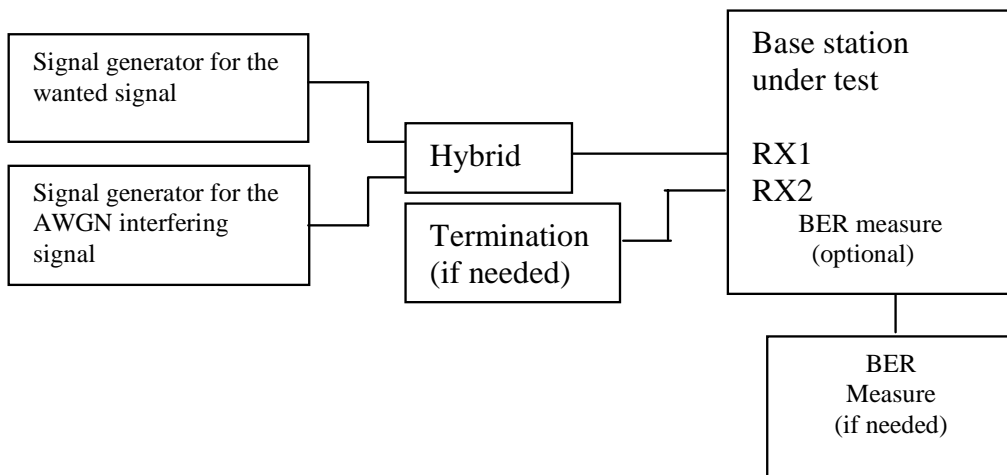 Signal generator for the
wanted signal
Signal generator for the
AWGN interfering
signal
Hybrid
Termination
(if needed)
Base station
under test
RX1
RX2
BER measure
(optional)
BER
Measure
(if needed)